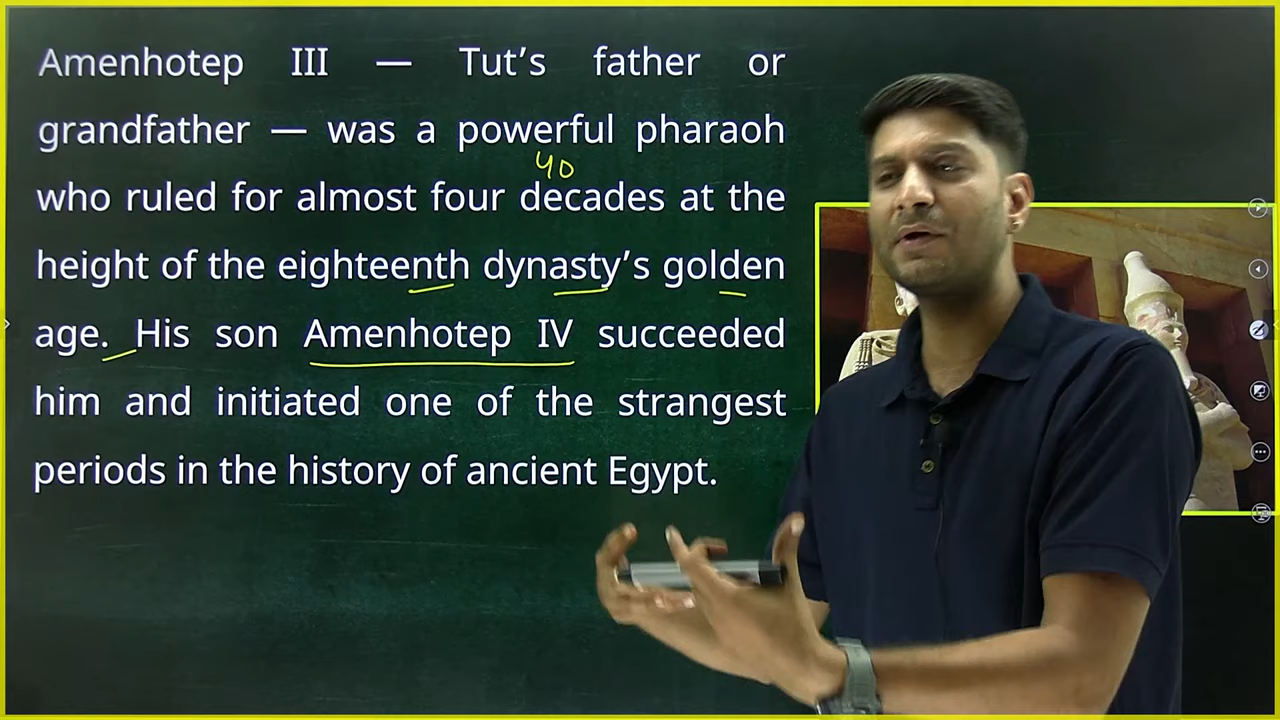 Amenhotep III — Tut’s father or
grandfather — was a powerful pharaoh
40
who ruled for almost four decades at the
height of the eighteenth dynasty’s golden
age. His son Amenhotep IV succeeded
him and initiated one of the strangest
periods in the history of ancient Egypt.